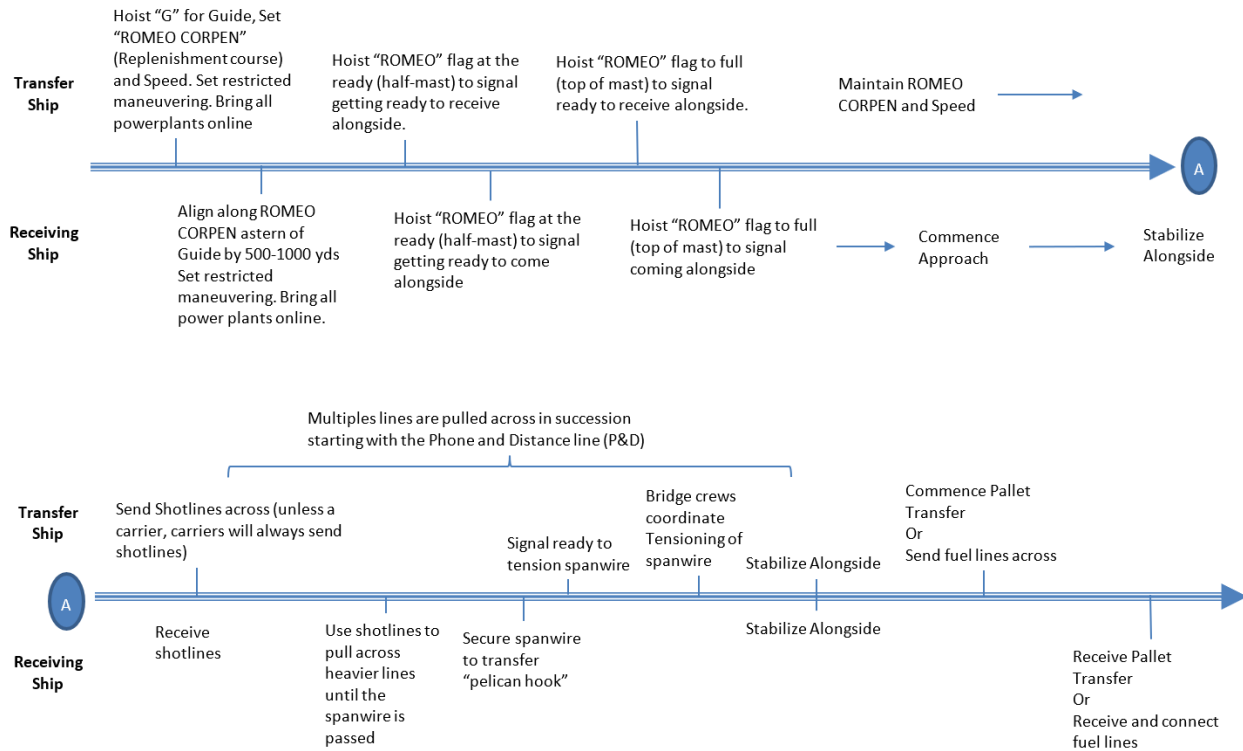 Hoist “G” for Guide, Set
“ROMEO CORPEN”
(Replenishment course)
and Speed. Set restricted
maneuvering. Bring all
powerplants online
Hoist “ROMEO” flag at the
ready (half-mast) to signal
getting ready to receive
alongside.
Hoist “ROMEO” flag to full
(top of mast) to signal
ready to receive alongside.
Maintain ROMEO
CORPEN and Speed
Transfer
Ship
A
Receiving
Ship
Align along ROMEO
CORPEN astern of
Guide by 500-1000 yds
Set restricted
maneuvering. Bring all
power plants online.
Hoist “ROMEO” flag at the
ready (half-mast) to signal
getting ready to come
alongside
Hoist “ROMEO” flag to full
(top of mast) to signal
coming alongside
Commence
Approach
Stabilize
Alongside
Multiples lines are pulled across in succession
starting with the Phone and Distance line (P&D)
Transfer
Ship
Send Shotlines across (unless a
carrier, carriers will always send
shotlines)
Signal ready to
tension spanwire
Bridge crews
coordinate
Tensioning of
spanwire
Stabilize Alongside
Commence Pallet
Transfer
Or
Send fuel lines across
A
Receiving
Ship
Receive
shotlines
Use shotlines to
pull across
heavier lines
until the
spanwire is
passed
Secure spanwire
to transfer
“pelican hook”
Stabilize Alongside
Receive Pallet
Transfer
Or
Receive and connect
fuel lines